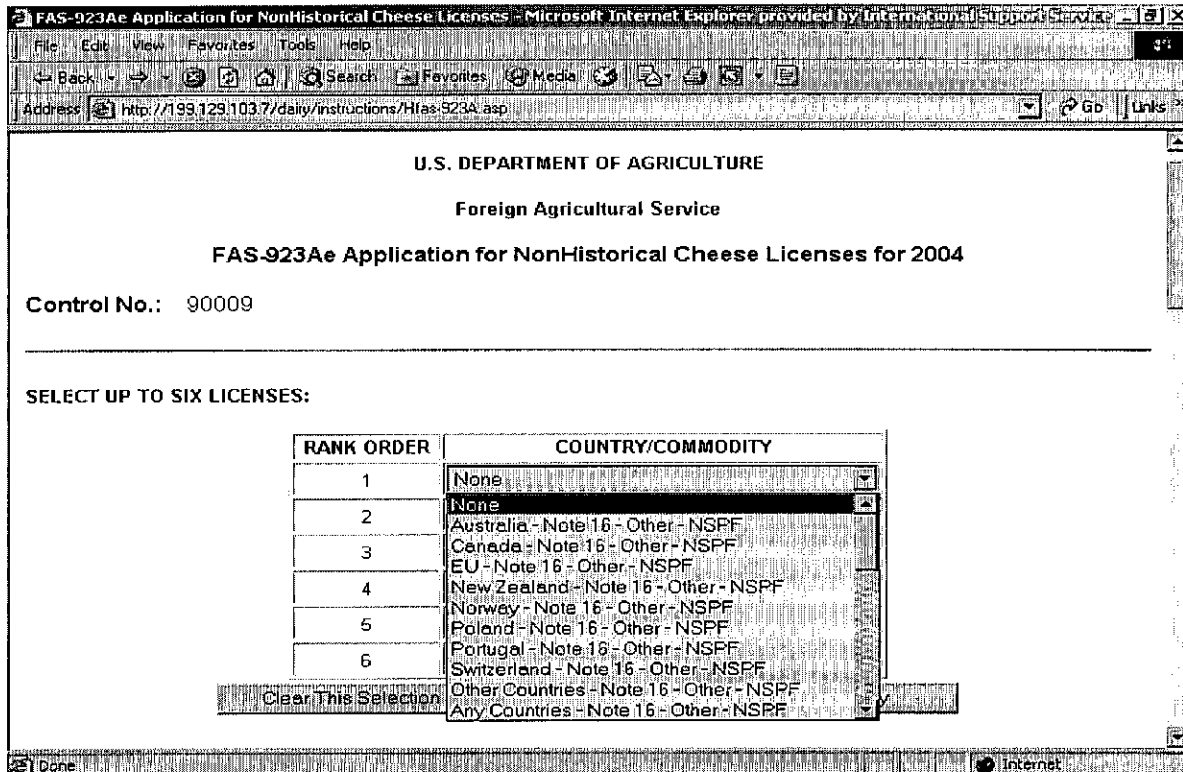 FAS-923Ae Application for NonHistorical Cheese Licenses - Microsoft Internet Explorer provided by International Support Service
File Edit View Favorites Tools Help
Back Search Favorites Media
Address http://199.129.103.7/dairy/instructions/Hfas-923A.asp Go Links »
U.S. DEPARTMENT OF AGRICULTURE
Foreign Agricultural Service
FAS-923Ae Application for NonHistorical Cheese Licenses for 2004
Control No.: 90009
SELECT UP TO SIX LICENSES:
RANK ORDER COUNTRY/COMMODITY
1 None
2
3
4
5
6
None
Australia - Note 16 - Other - NSPF
Canada - Note 16 - Other - NSPF
EU - Note 16 - Other - NSPF
New Zealand - Note 16 - Other - NSPF
Norway - Note 16 - Other - NSPF
Poland - Note 16 - Other - NSPF
Portugal - Note 16 - Other - NSPF
Switzerland - Note 16 - Other - NSPF
Other Countries - Note 16 - Other - NSPF
Any Countries - Note 16 - Other - NSPF
Clear This Selection y
Done Internet